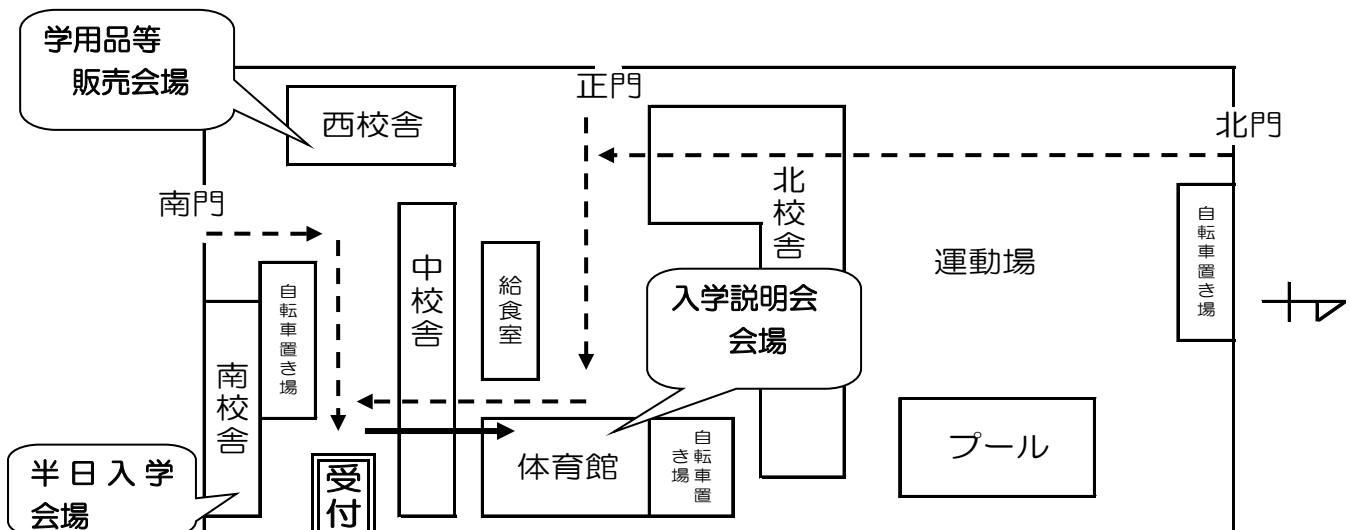 学用品等
販売会場
正門
西校舎
北門
南門
北校舎
自転車置き場
運動場
中校舎
給食室
自転車置き場
入学説明会
会場
南校舎
プール
体育館
自転車置
き場
半日入学
会場
受付